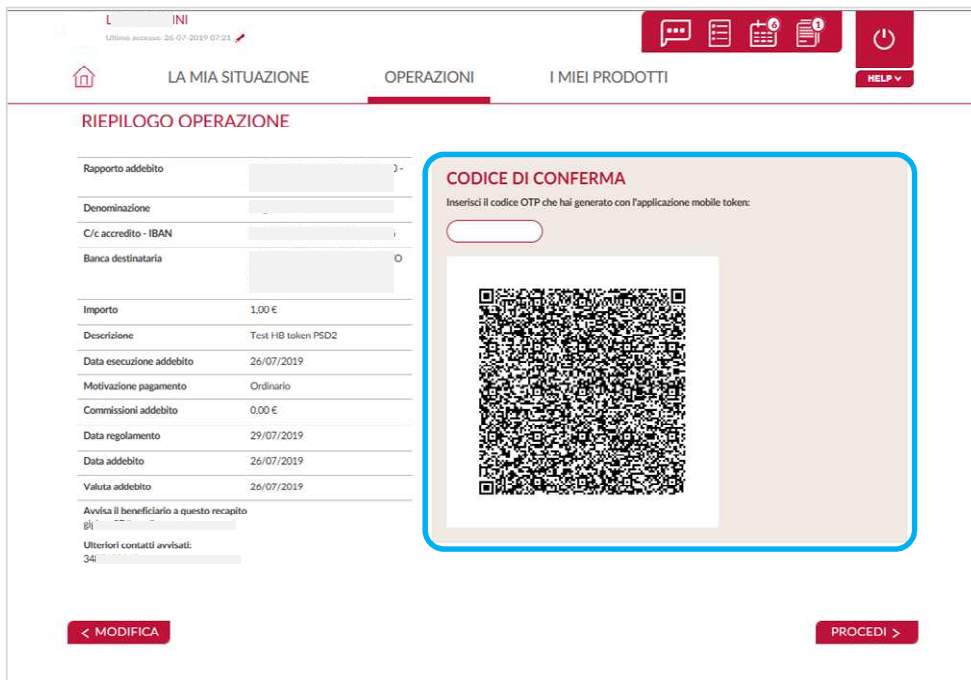 Ultimo accesso: 26-07-2019 07:21
6
1
LA MIA SITUAZIONE
OPERAZIONI
I MIEI PRODOTTI
HELP
RIEPILOGO OPERAZIONE
Rapporto addebito
Denominazione
C/c accredito - IBAN
Banca destinataria
Importo 1,00 €
Descrizione Test HB token PSD2
Data esecuzione addebito 26/07/2019
Motivazione pagamento Ordinario
Commissioni addebito 0,00 €
Data regolamento 29/07/2019
Data addebito 26/07/2019
Valuta addebito 26/07/2019
Avvisa il beneficiario a questo recapito
Ulteriori contatti avvisati:
CODICE DI CONFERMA
Inserisci il codice OTP che hai generato con l'applicazione mobile token:
< MODIFICA
PROCEDI >